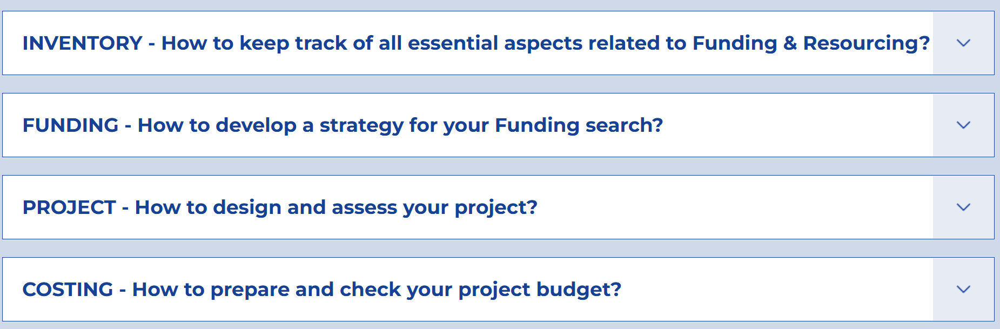 INVENTORY - How to keep track of all essential aspects related to Funding & Resourcing?
FUNDING - How to develop a strategy for your Funding search?
PROJECT - How to design and assess your project?
COSTING - How to prepare and check your project budget?